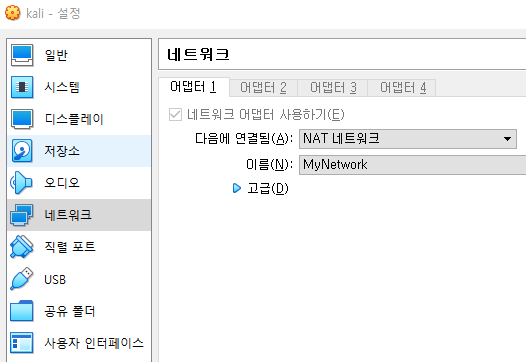 kali - 설정
일반
시스템
디스플레이
저장소
오디오
네트워크
직렬 포트
USB
공유 폴더
사용자 인터페이스
네트워크
어댑터 1 어댑터 2 어댑터 3 어댑터 4
네트워크 어댑터 사용하기(E)
다음에 연결됨(A): NAT 네트워크
이름(N): MyNetwork
고급(D)